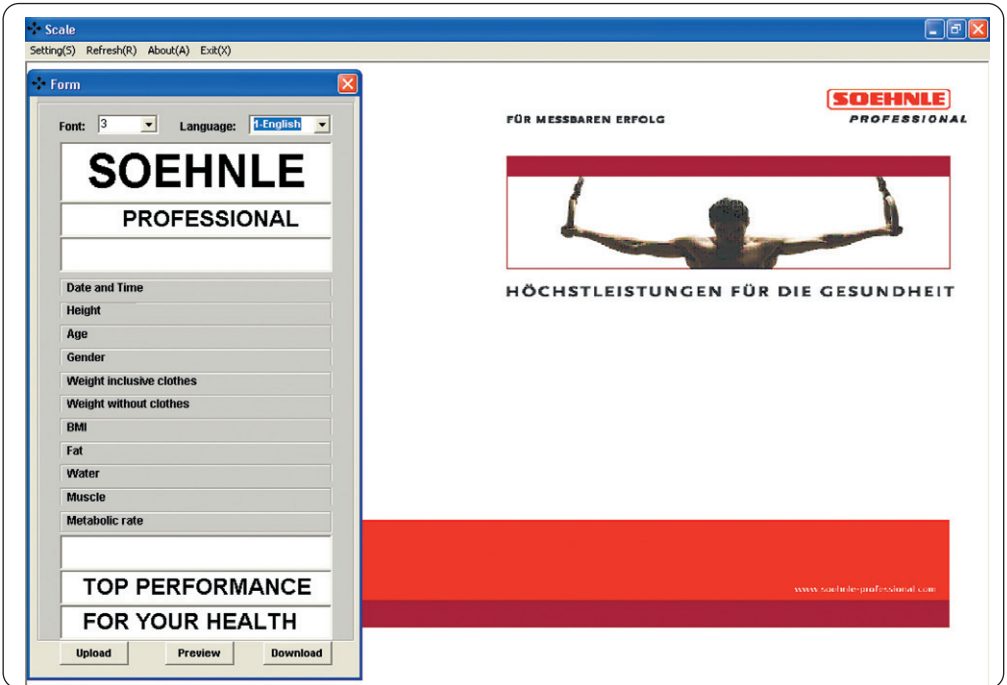 Scale
Setting(S) Refresh(R) About(A) Exit(X)
Form
Font: 3 Language: 1-English
SOEHNLE
PROFESSIONAL
Date and Time
Height
Age
Gender
Weight inclusive clothes
Weight without clothes
BMI
Fat
Water
Muscle
Metabolic rate
TOP PERFORMANCE
FOR YOUR HEALTH
Upload Preview Download
SOEHNLE
FÜR MESSBAREN ERFOLG PROFESSIONAL
HÖCHSTLEISTUNGEN FÜR DIE GESUNDHEIT
www.soehnle-professional.com